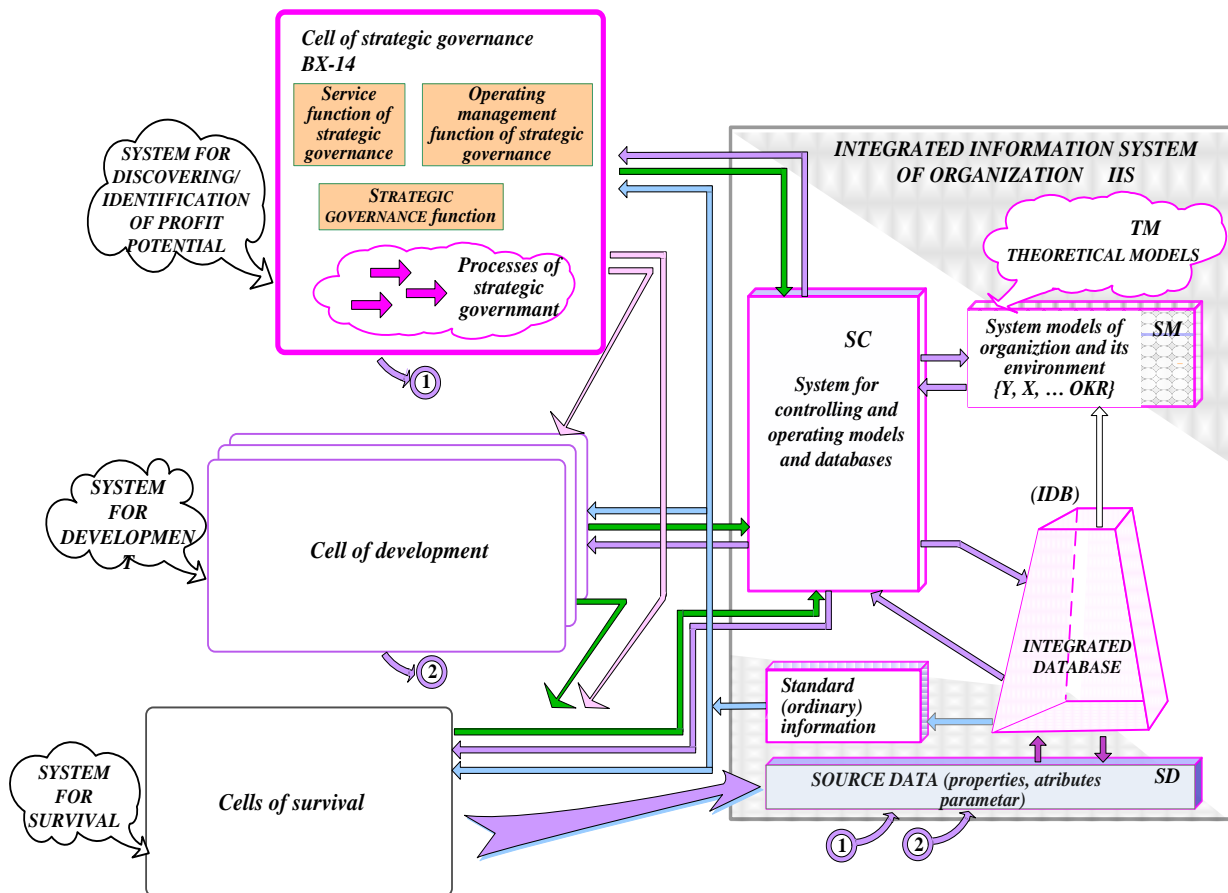 Cell of strategic governance
BX-14
Service
function of
strategic
governance
Operating
management
function of strategic
governance
STRATEGIC
GOVERNANCE function
Processes of
strategic
governmant
1
SYSTEM FOR
DISCOVERING/
IDENTIFICATION
OF PROFIT
POTENTIAL
INTEGRATED INFORMATION SYSTEM
OF ORGANIZATION IIS
TM
THEORETICAL MODELS
SC
System for
controlling and
operating models
and databases
System models of
organiztion and its
environment
{Y, X, … OKR}
SM
SYSTEM
FOR
DEVELOPMEN
T
Cell of development
2
(IDB)
INTEGRATED
DATABASE
Standard
(ordinary)
information
SYSTEM
FOR
SURVIVAL
Cells of survival
SOURCE DATA (properties, atributes
parametar)
SD
1
2